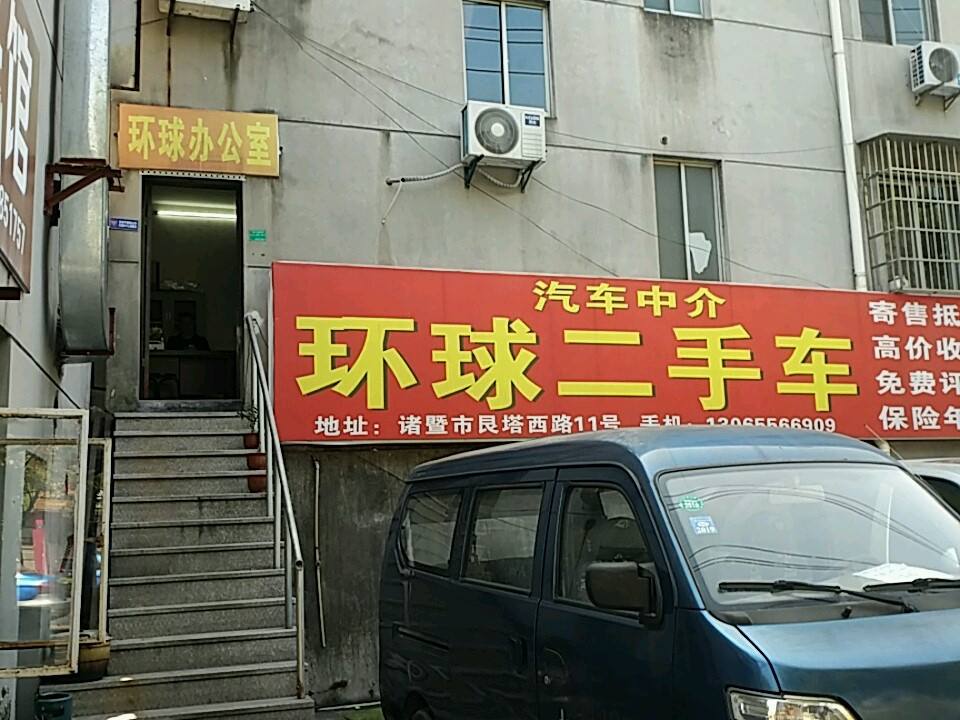 馆
851757
环球办公室
汽车中介
环球二手车
地址：诸暨市艮塔西路11号 手机：13065566909
寄售抵
高价收
免费评
保险年